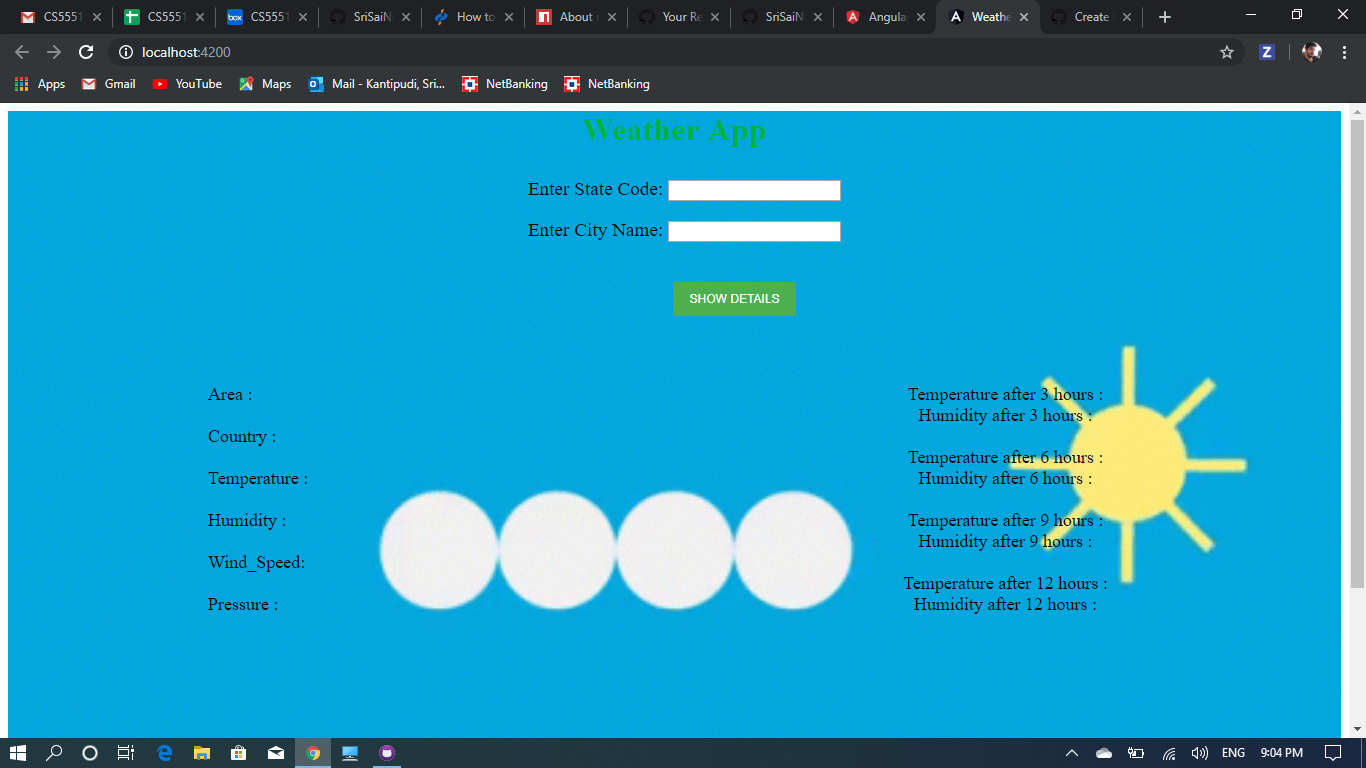 CS5551
CS5551
CS5551
SriSaiN
How to
About
Your Re
SriSaiN
Angular
Weathe
Create
localhost:4200
Apps
Gmail
YouTube
Maps
Mail - Kantipudi, Sri...
NetBanking
NetBanking
Weather App
Enter State Code:
Enter City Name:
SHOW DETAILS
Area :
Country :
Temperature :
Humidity :
Wind_Speed:
Pressure :
Temperature after 3 hours :
Humidity after 3 hours :
Temperature after 6 hours :
Humidity after 6 hours :
Temperature after 9 hours :
Humidity after 9 hours :
Temperature after 12 hours :
Humidity after 12 hours :
ENG
9:04 PM